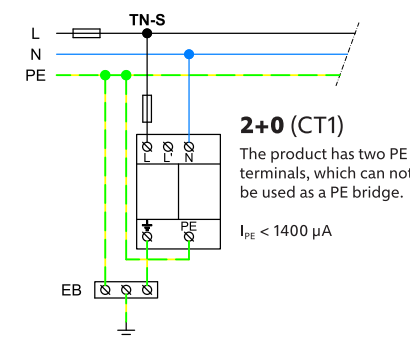 TN-S
L
N
PE
L L' N
2+0 (CT1)
The product has two PE
terminals, which can not
be used as a PE bridge.
PE
IPE < 1400 µA
EB